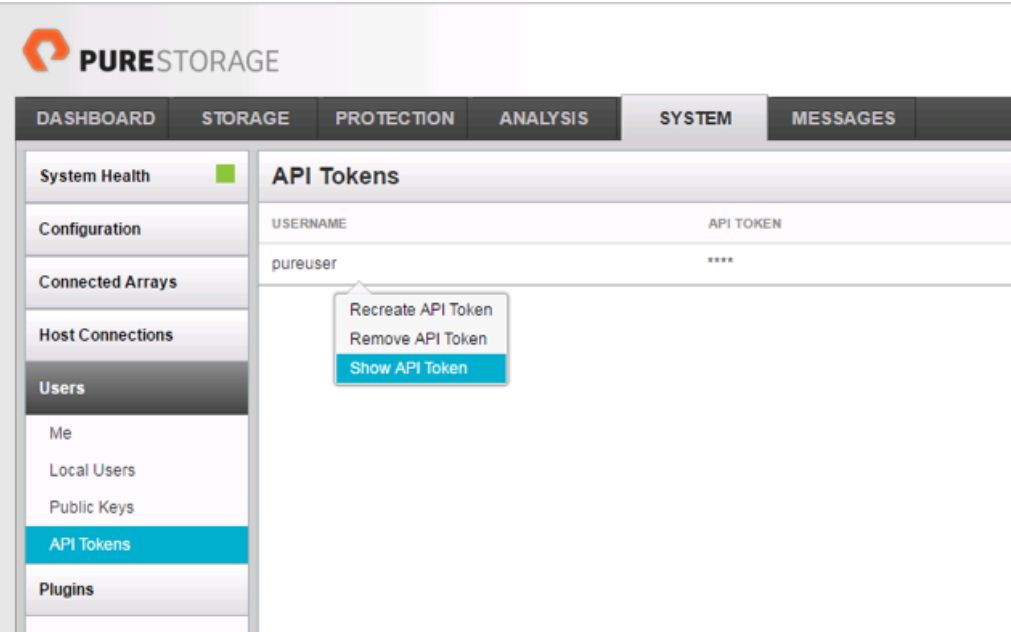 PURESTORAGE
DASHBOARD STORAGE PROTECTION ANALYSIS SYSTEM MESSAGES
System Health
Configuration
Connected Arrays
Host Connections
Users
Me
Local Users
Public Keys
API Tokens
Plugins
API Tokens
USERNAME API TOKEN
pureuser ****
Recreate API Token
Remove API Token
Show API Token